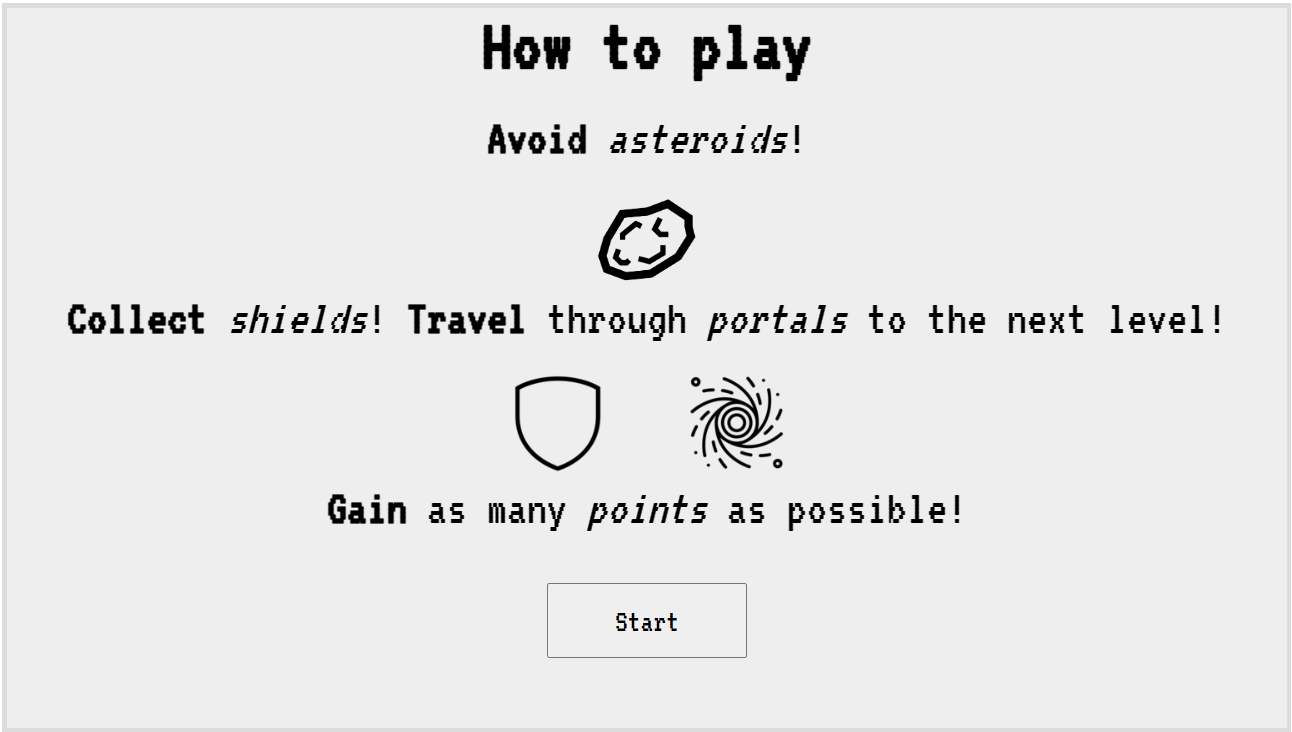 How to play
Avoid asteroids!
Collect shields! Travel through portals to the next level!
Gain as many points as possible!
Start